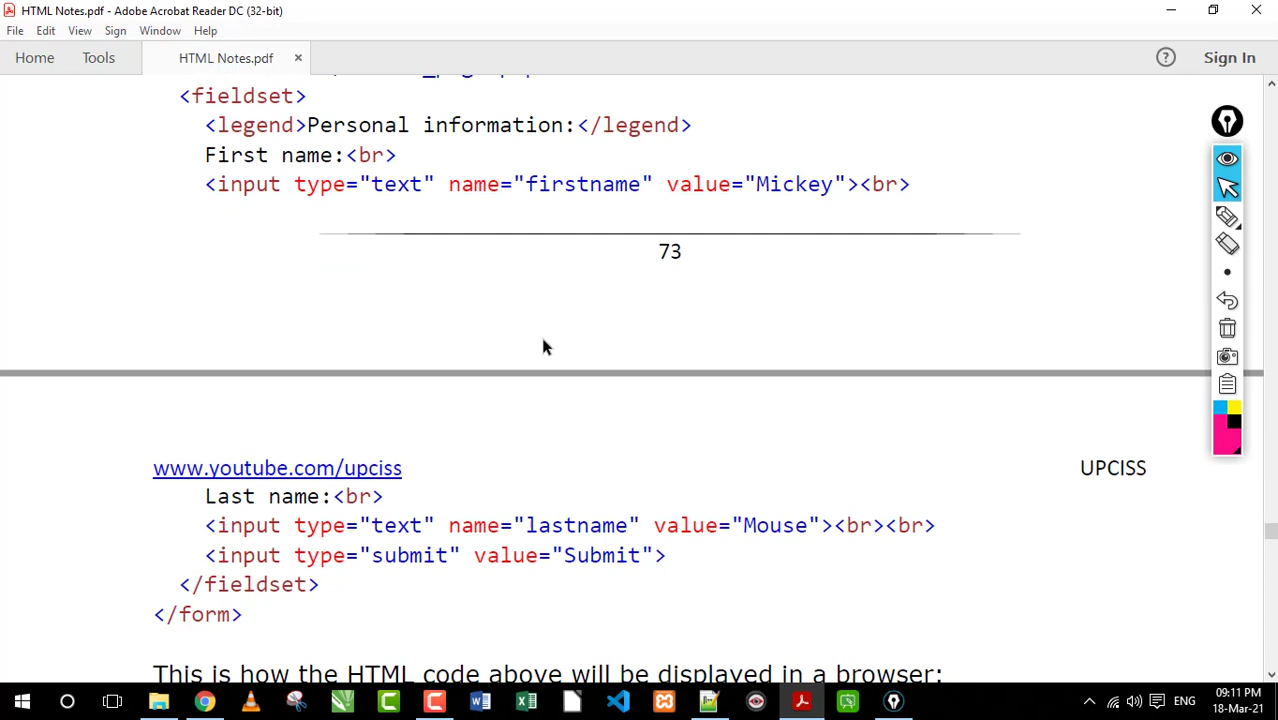 HTML Notes.pdf - Adobe Acrobat Reader DC (32-bit)
File Edit View Sign Window Help
Home Tools HTML Notes.pdf × Sign In
<fieldset>
<legend>Personal information:</legend>
First name:<br>
<input type="text" name="firstname" value="Mickey"><br>
73
www.youtube.com/upciss UPCISS
Last name:<br>
<input type="text" name="lastname" value="Mouse"><br><br>
<input type="submit" value="Submit">
</fieldset>
</form>
This is how the HTML code above will be displayed in a browser:
ENG
09:11 PM
18-Mar-21